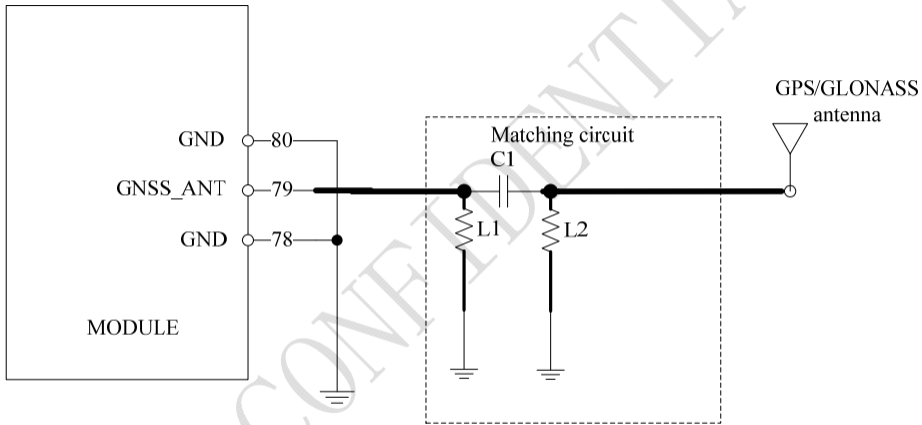 GPS/GLONASS
antenna
Matching circuit
C1
GND 80
GNSS_ANT 79
GND 78
L1
L2
MODULE
CONFIDENTIAL